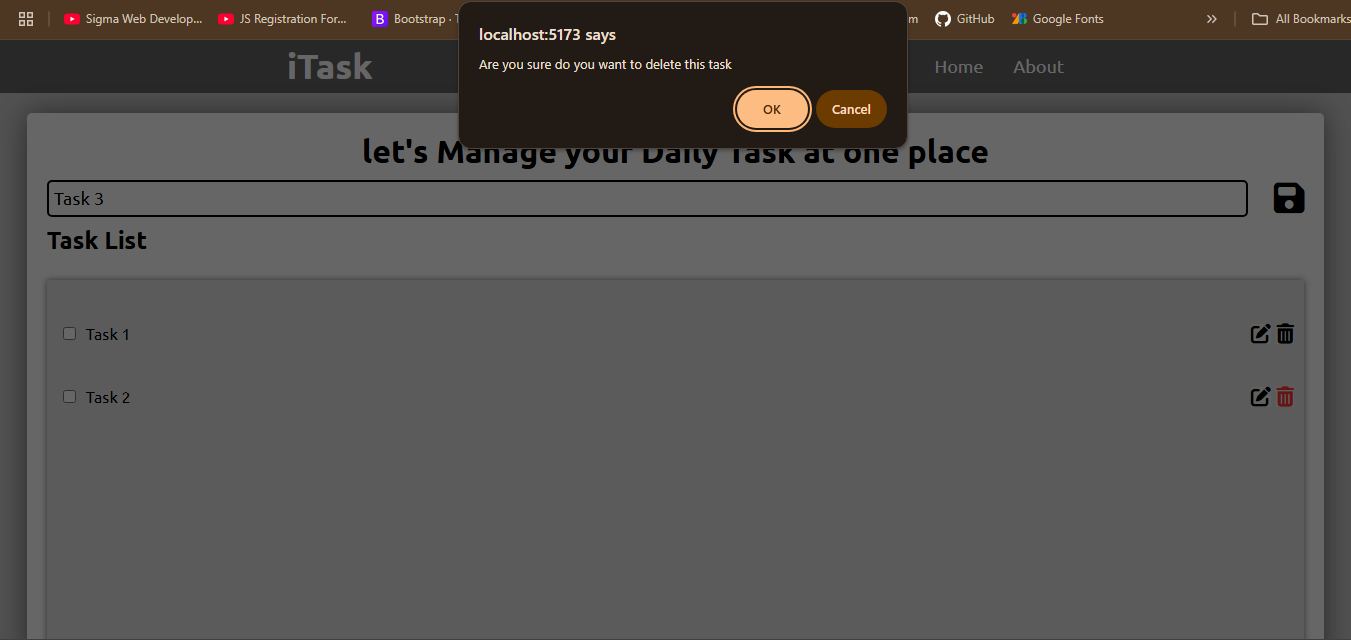 Sigma Web Develop... JS Registration For... B Bootstrap · T m GitHub Google Fonts » All Bookmarks
localhost:5173 says
Are you sure do you want to delete this task
OK Cancel
iTask Home About
let's Manage your Daily Task at one place
Task 3
Task List
Task 1
Task 2